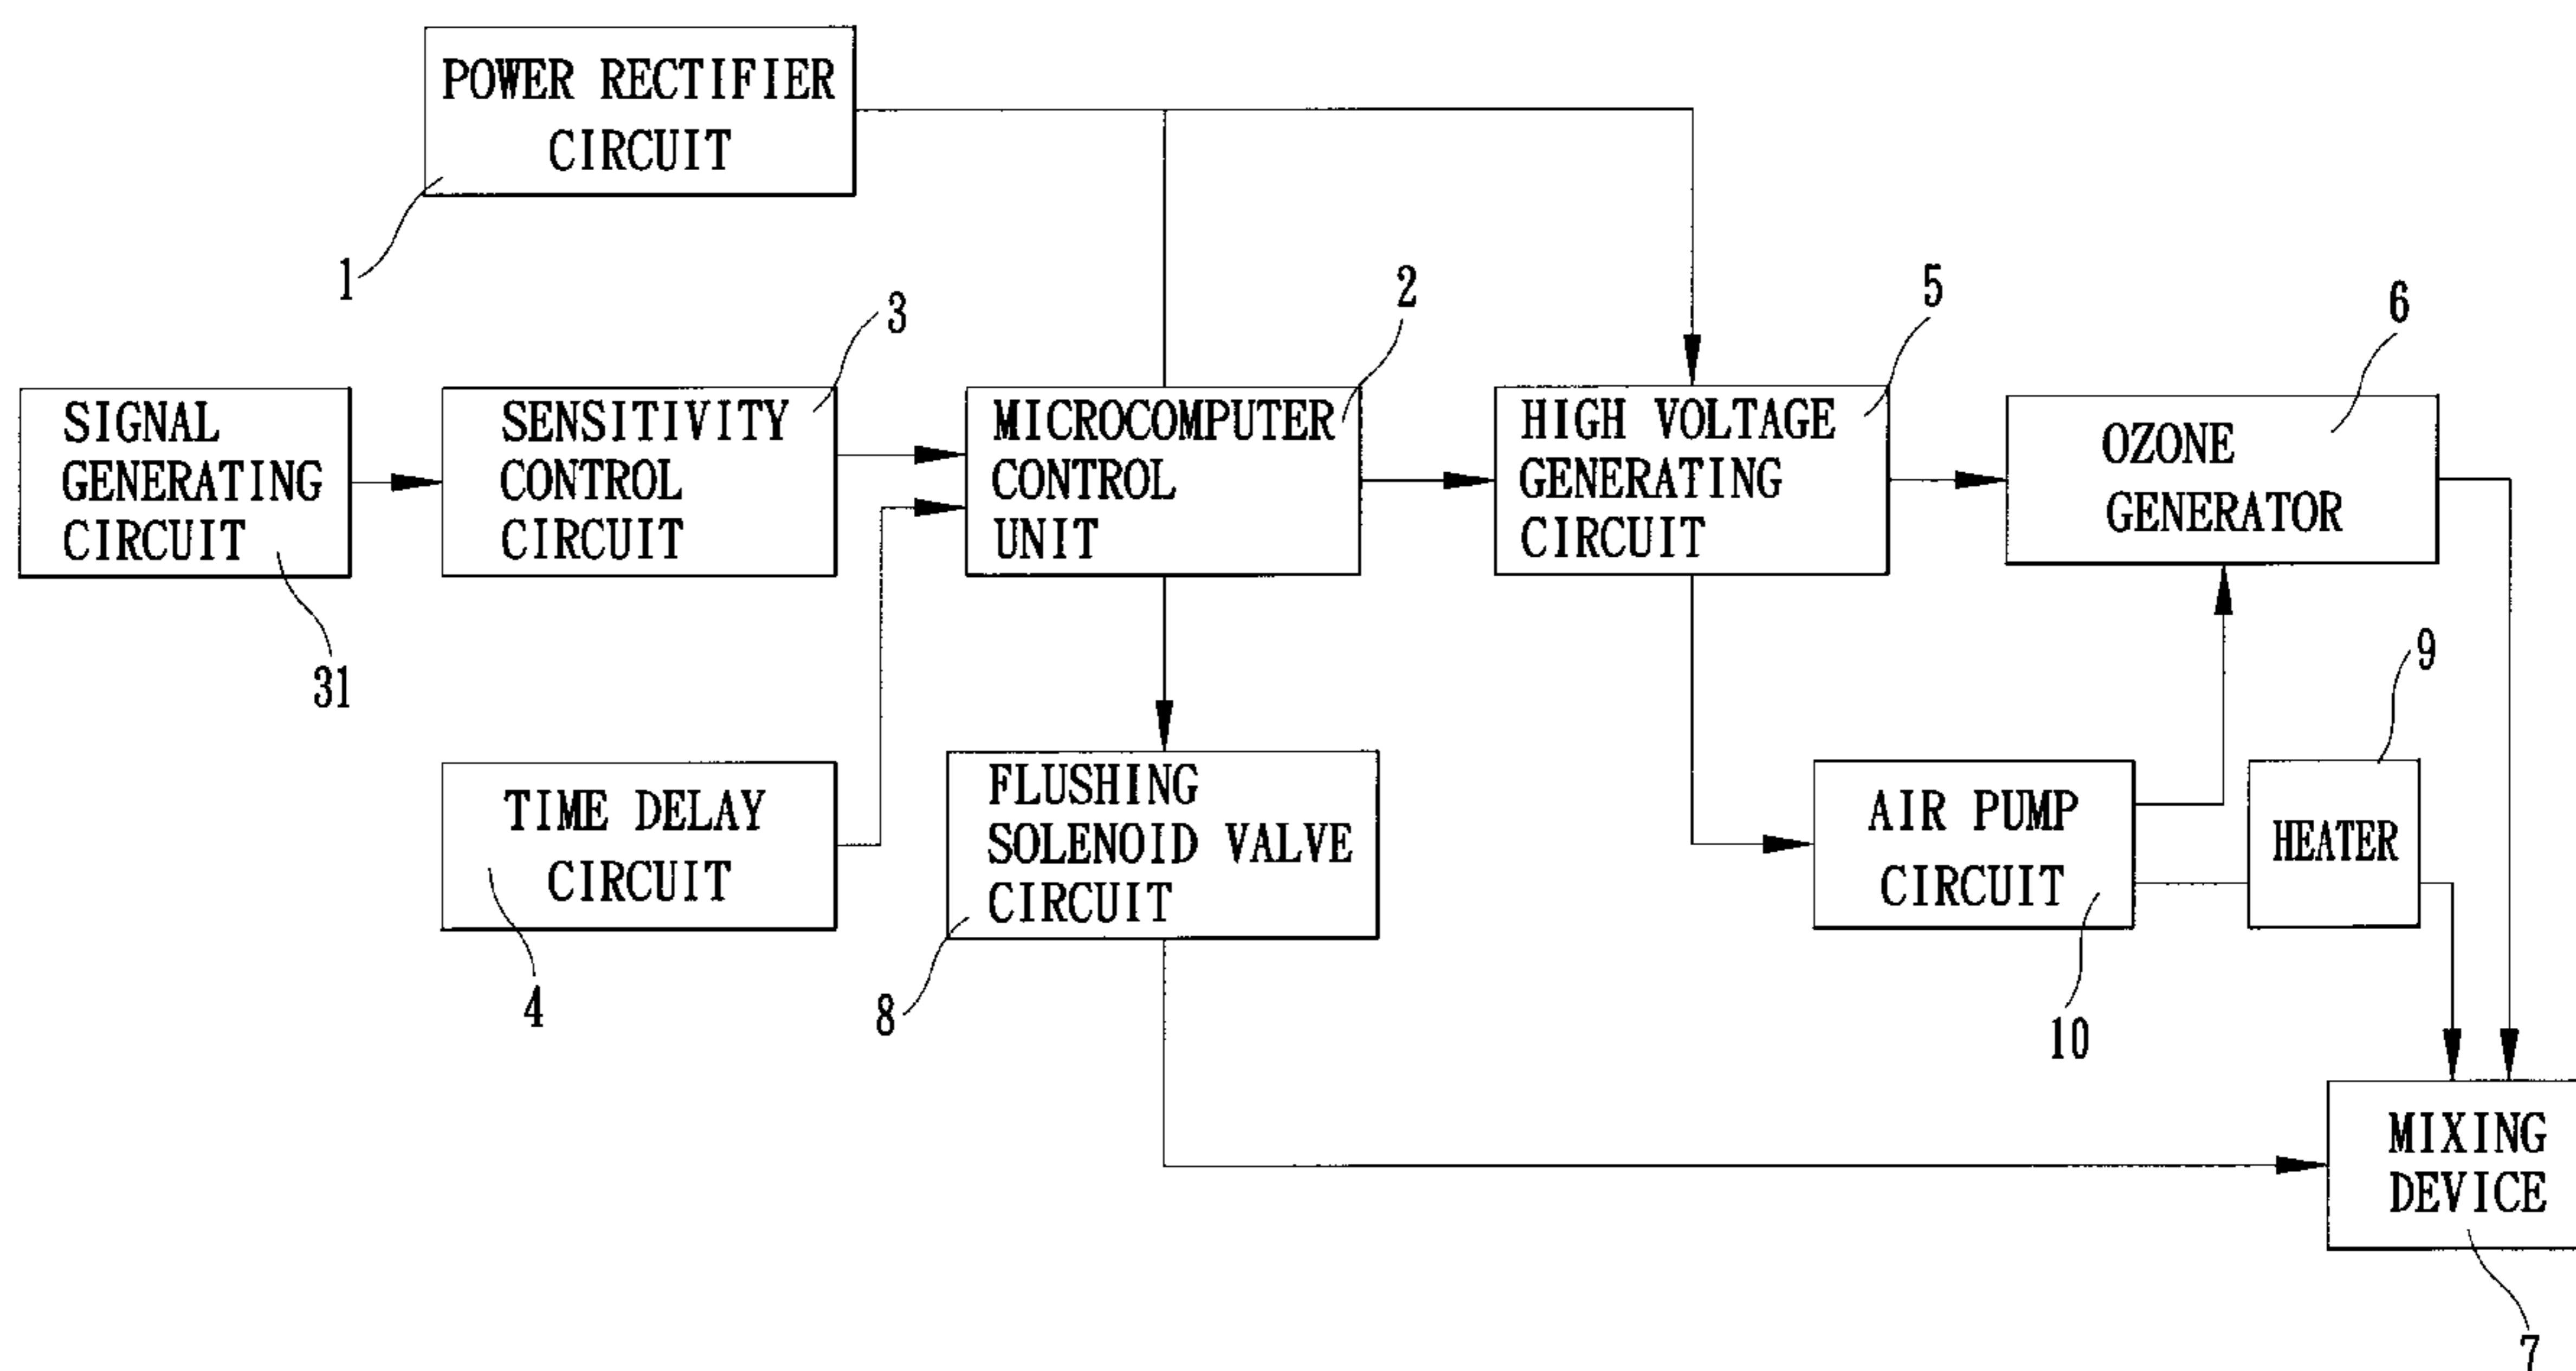 POWER RECTIFIER
CIRCUIT
1
3
2
5
6
SIGNAL
GENERATING
CIRCUIT
31
SENSITIVITY
CONTROL
CIRCUIT
MICROCOMPUTER
CONTROL
UNIT
HIGH VOLTAGE
GENERATING
CIRCUIT
OZONE
GENERATOR
TIME DELAY
CIRCUIT
4
FLUSHING
SOLENOID VALVE
CIRCUIT
8
AIR PUMP
CIRCUIT
10
9
HEATER
MIXING
DEVICE
7